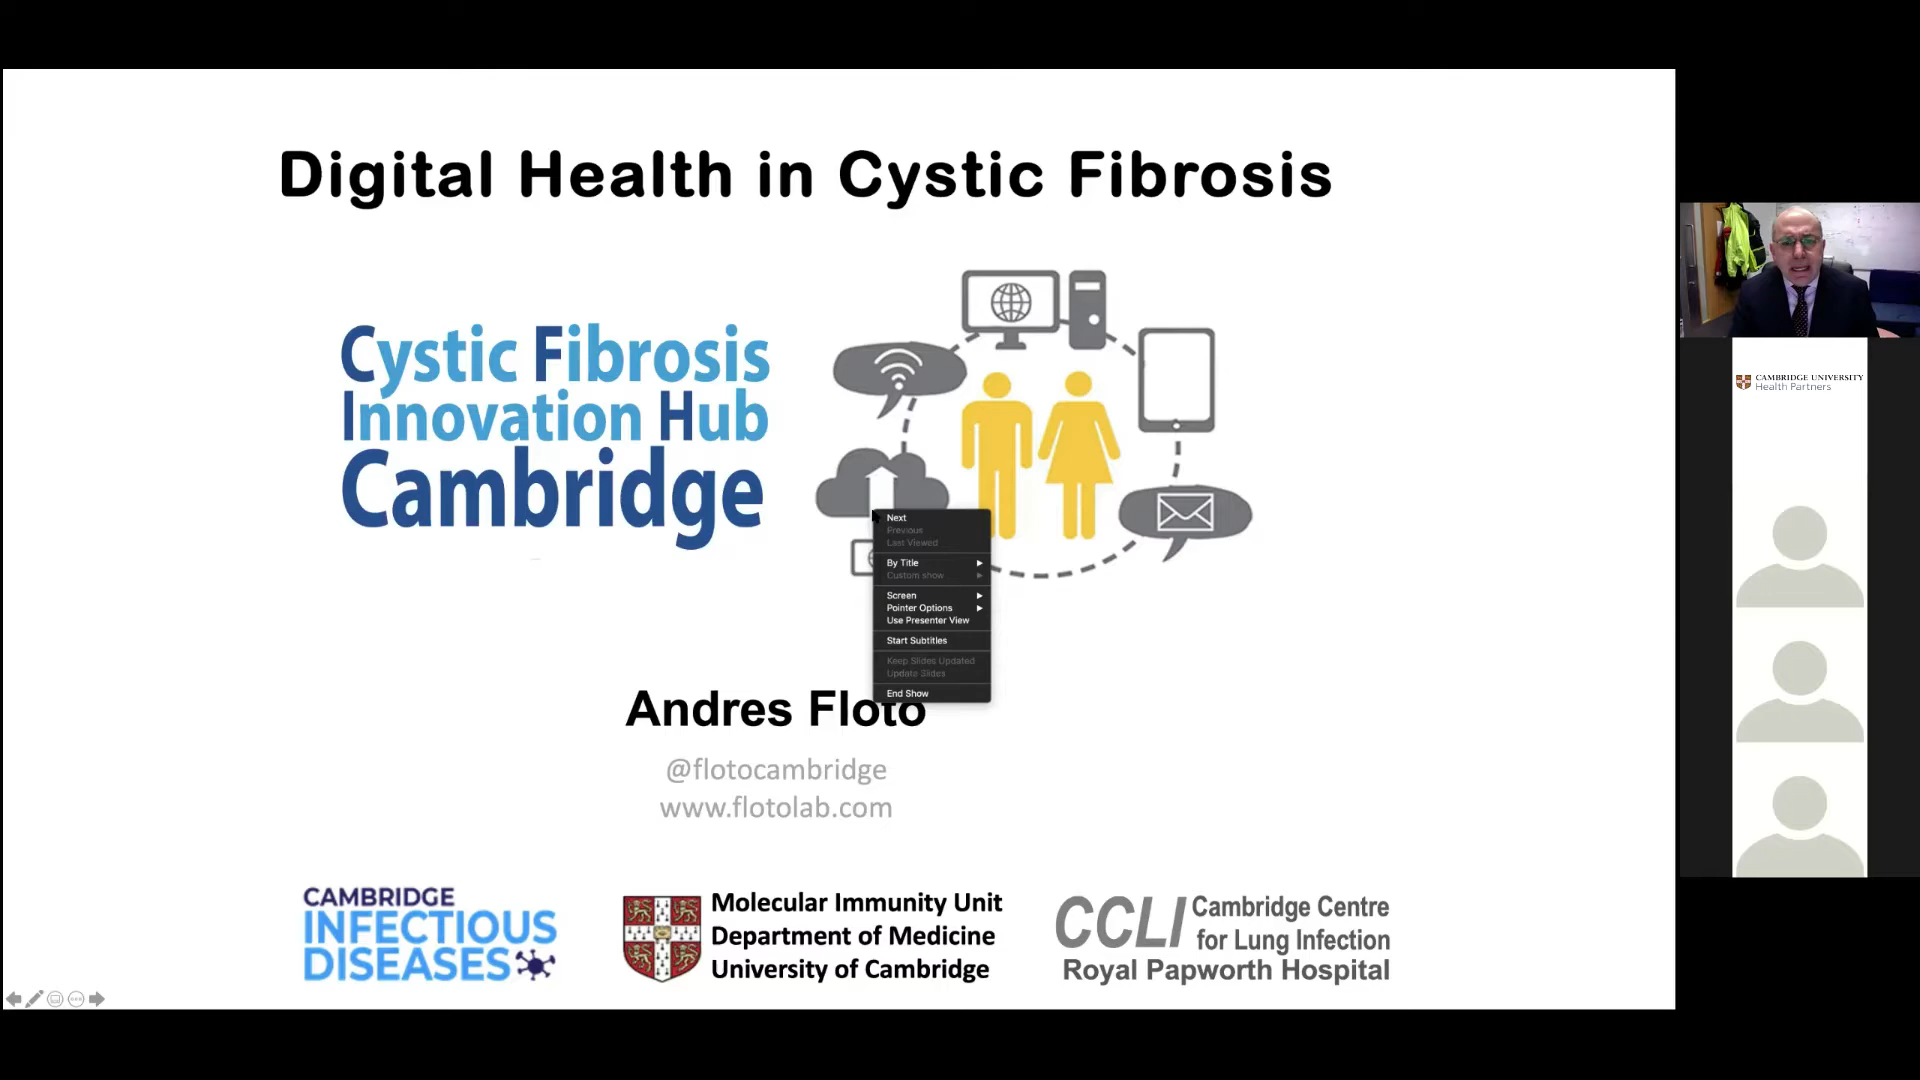 Digital Health in Cystic Fibrosis
Cystic Fibrosis
Innovation Hub
Cambridge
Next
Previous
Last Viewed
By Title
Custom show
Screen
Pointer Options
Use Presenter View
Start Subtitles
Keep Slides Updated
Update Slides
End Show
Andres Floto
@flotocambridge
www.flotolab.com
CAMBRIDGE
INFECTIOUS
DISEASES
Molecular Immunity Unit
Department of Medicine
University of Cambridge
CCLI Cambridge Centre
for Lung Infection
Royal Papworth Hospital
CAMBRIDGE UNIVERSITY
Health Partners